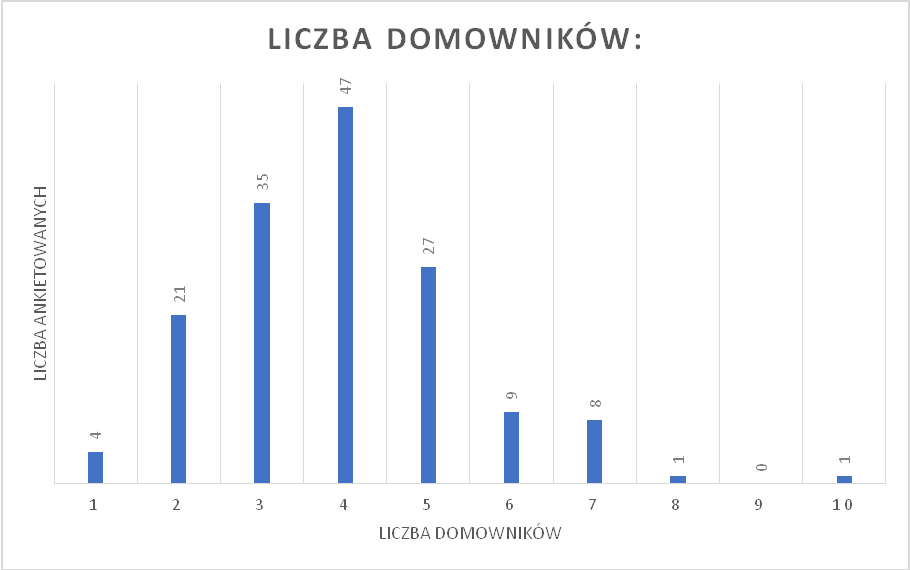 LICZBA DOMOWNIKÓW:
LICZBA ANKIETOWANYCH
4
21
35
47
27
9
8
1
0
1
1 2 3 4 5 6 7 8 9 10
LICZBA DOMOWNIKÓW